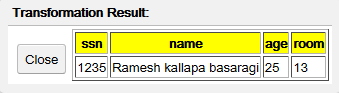 Transformation Result:
Close
ssn name age room
1235 Ramesh kallapa basaragi 25 13